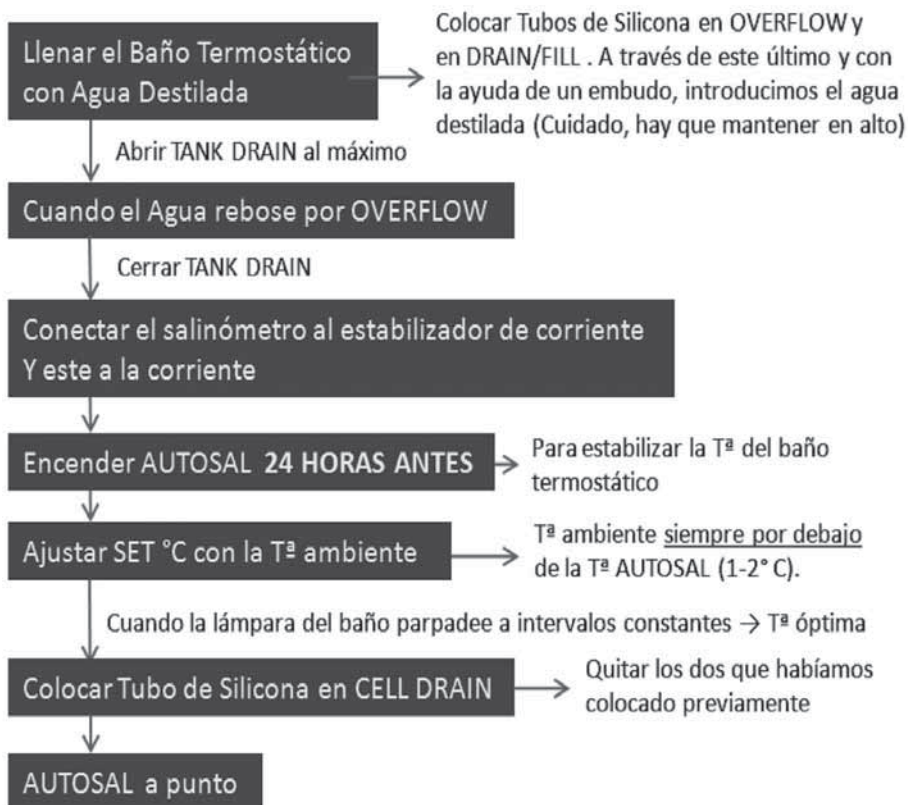 Llenar el Baño Termostático
con Agua Destilada
Colocar Tubos de Silicona en OVERFLOW y
en DRAIN/FILL . A través de este último y con
la ayuda de un embudo, introducimos el agua
destilada (Cuidado, hay que mantener en alto)
Abrir TANK DRAIN al máximo
Cuando el Agua rebose por OVERFLOW
Cerrar TANK DRAIN
Conectar el salinómetro al estabilizador de corriente
Y este a la corriente
Encender AUTOSAL 24 HORAS ANTES
Para estabilizar la Tª del baño
termostático
Ajustar SET °C con la Tª ambiente
Tª ambiente siempre por debajo
de la Tª AUTOSAL (1-2° C).
Cuando la lámpara del baño parpadee a intervalos constantes → Tª óptima
Colocar Tubo de Silicona en CELL DRAIN
Quitar los dos que habíamos
colocado previamente
AUTOSAL a punto